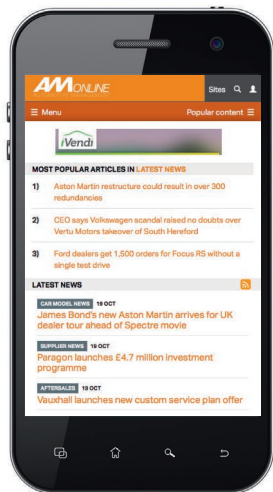 AM ONLINE
Sites
Menu
Popular content
iVendi
MOST POPULAR ARTICLES IN LATEST NEWS
1) Aston Martin restructure could result in over 300
redundancies
2) CEO says Volkswagen scandal raised no doubts over
Vertu Motors takeover of South Hereford
3) Ford dealers get 1,500 orders for Focus RS without a
single test drive
LATEST NEWS
CAR MODEL NEWS 19 OCT
James Bond's new Aston Martin arrives for UK
dealer tour ahead of Spectre movie
SUPPLIER NEWS 19 OCT
Paragon launches £4.7 million investment
programme
AFTERSALES 19 OCT
Vauxhall launches new custom service plan offer